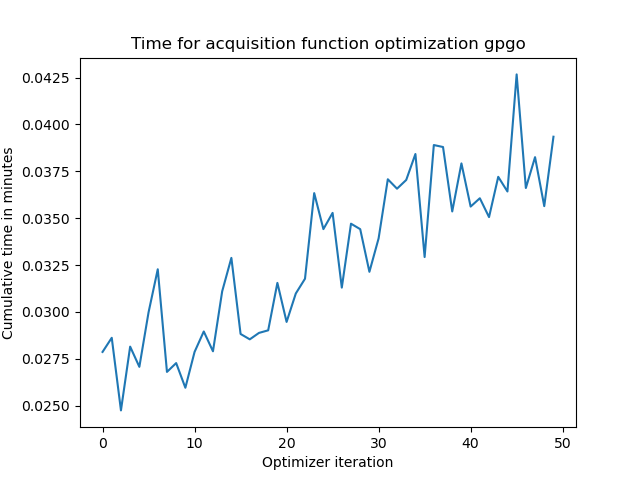 Time for acquisition function optimization gpgo
Cumulative time in minutes
0.0425
0.0400
0.0375
0.0350
0.0325
0.0300
0.0275
0.0250
0 10 20 30 40 50
Optimizer iteration